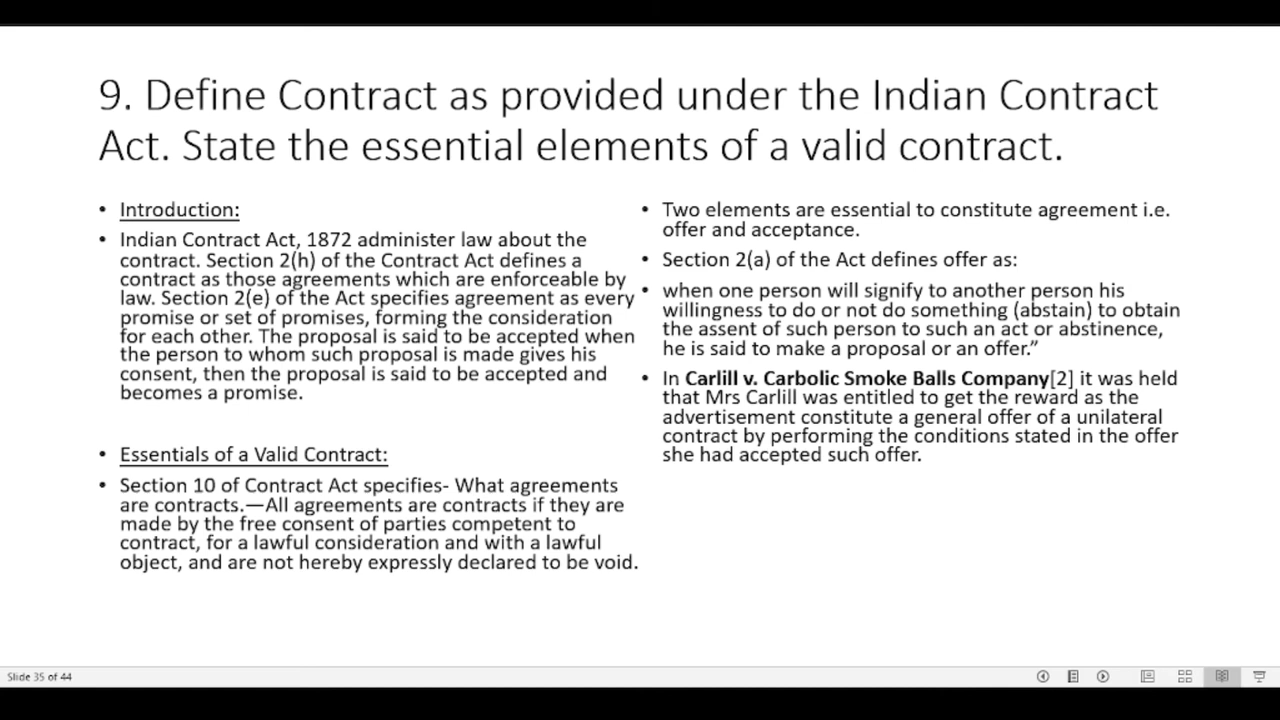 9. Define Contract as provided under the Indian Contract
Act. State the essential elements of a valid contract.
• Introduction:
• Indian Contract Act, 1872 administer law about the
contract. Section 2(h) of the Contract Act defines a
contract as those agreements which are enforceable by
law. Section 2(e) of the Act specifies agreement as every
promise or set of promises, forming the consideration
for each other. The proposal is said to be accepted when
the person to whom such proposal is made gives his
consent, then the proposal is said to be accepted and
becomes a promise.
• Essentials of a Valid Contract:
• Section 10 of Contract Act specifies- What agreements
are contracts.—All agreements are contracts if they are
made by the free consent of parties competent to
contract, for a lawful consideration and with a lawful
object, and are not hereby expressly declared to be void.
• Two elements are essential to constitute agreement i.e.
offer and acceptance.
• Section 2(a) of the Act defines offer as:
• when one person will signify to another person his
willingness to do or not do something (abstain) to obtain
the assent of such person to such an act or abstinence,
he is said to make a proposal or an offer.”
• In Carlill v. Carbolic Smoke Balls Company[2] it was held
that Mrs Carlill was entitled to get the reward as the
advertisement constitute a general offer of a unilateral
contract by performing the conditions stated in the offer
she had accepted such offer.
Slide 35 of 44